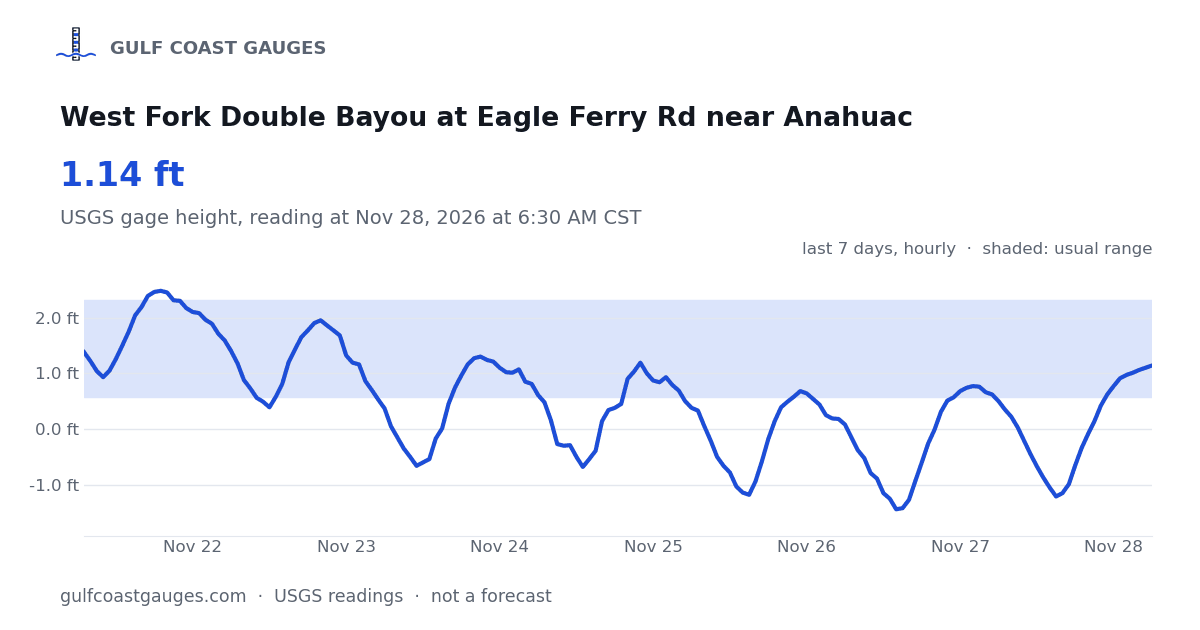 GULF COAST GAUGES
West Fork Double Bayou at Eagle Ferry Rd near Anahuac
1.14 ft
USGS gage height, reading at Nov 28, 2026 at 6:30 AM CST
last 7 days, hourly · shaded: usual range
2.0 ft
1.0 ft
0.0 ft
-1.0 ft
Nov 22 Nov 23 Nov 24 Nov 25 Nov 26 Nov 27 Nov 28
gulfcoastgauges.com · USGS readings · not a forecast